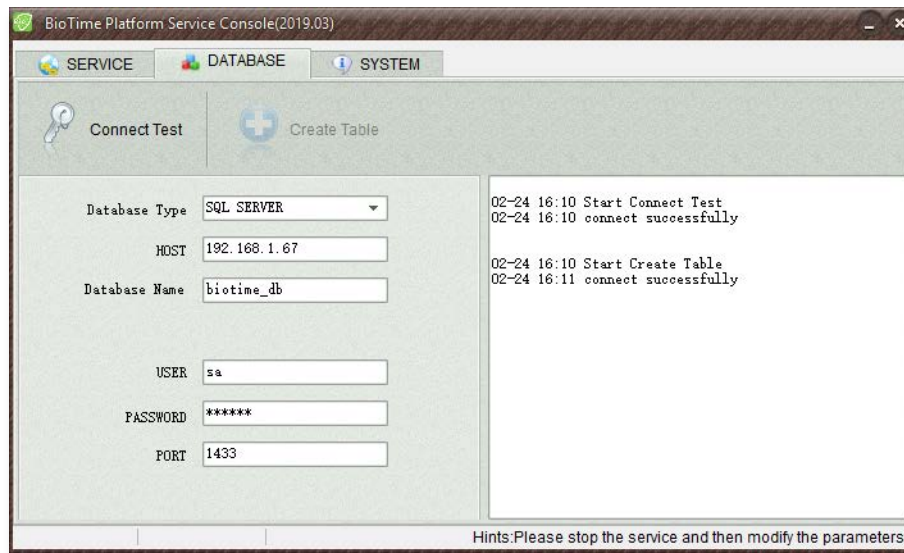 BioTime Platform Service Console(2019.03)
SERVICE
DATABASE
SYSTEM
Connect Test
Create Table
Database Type
SQL SERVER
HOST
192.168.1.67
Database Name
biotime_db
USER
sa
PASSWORD
******
PORT
1433
02-24 16:10 Start Connect Test
02-24 16:10 connect successfully
02-24 16:10 Start Create Table
02-24 16:11 connect successfully
Hints:Please stop the service and then modify the parameters